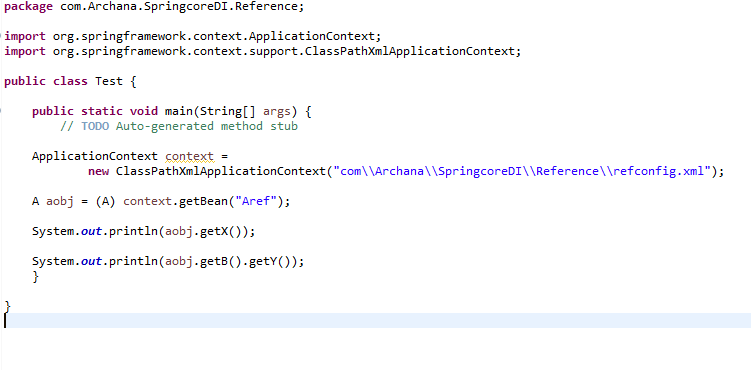 package com.Archana.SpringcoreDI.Reference;
import org.springframework.context.ApplicationContext;
import org.springframework.context.support.ClassPathXmlApplicationContext;
public class Test {
public static void main(String[] args) {
// TODO Auto-generated method stub
ApplicationContext context =
new ClassPathXmlApplicationContext("com\\Archana\\SpringcoreDI\\Reference\\refconfig.xml");
A aobj = (A) context.getBean("Aref");
System.out.println(aobj.getX());
System.out.println(aobj.getB().getY());
}
}